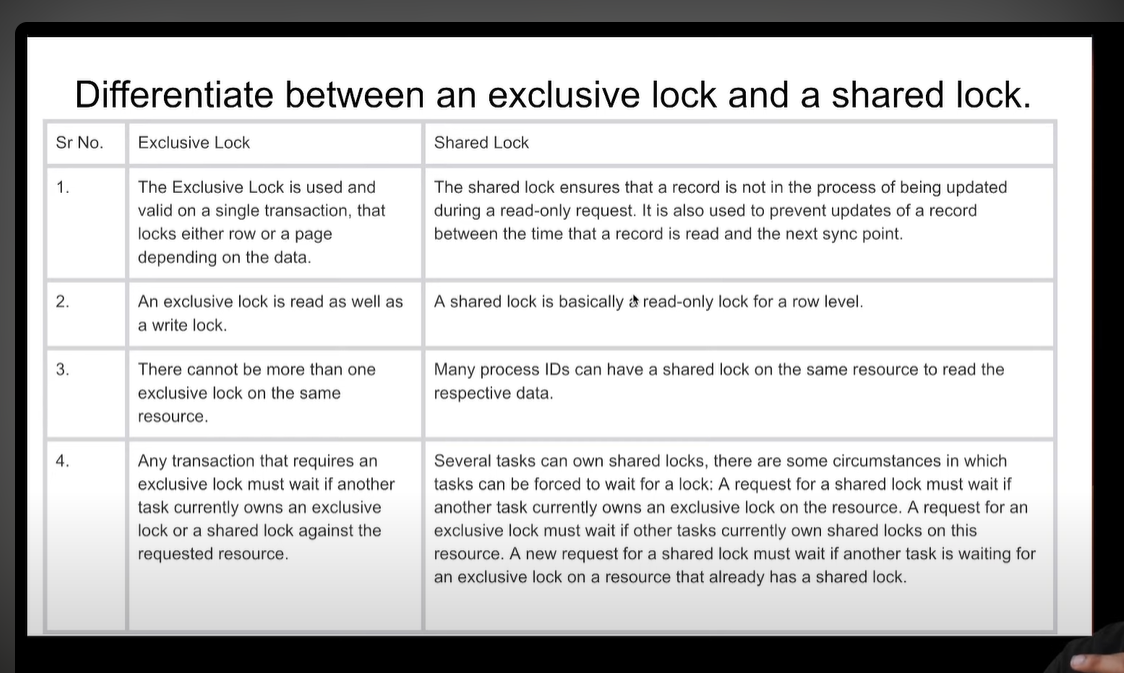 Differentiate between an exclusive lock and a shared lock.
Sr No.
Exclusive Lock
Shared Lock
1.
The Exclusive Lock is used and
valid on a single transaction, that
locks either row or a page
depending on the data.
The shared lock ensures that a record is not in the process of being updated
during a read-only request. It is also used to prevent updates of a record
between the time that a record is read and the next sync point.
2.
An exclusive lock is read as well as
a write lock.
A shared lock is basically a read-only lock for a row level.
3.
There cannot be more than one
exclusive lock on the same
resource.
Many process IDs can have a shared lock on the same resource to read the
respective data.
4.
Any transaction that requires an
exclusive lock must wait if another
task currently owns an exclusive
lock or a shared lock against the
requested resource.
Several tasks can own shared locks, there are some circumstances in which
tasks can be forced to wait for a lock: A request for a shared lock must wait if
another task currently owns an exclusive lock on the resource. A request for an
exclusive lock must wait if other tasks currently own shared locks on this
resource. A new request for a shared lock must wait if another task is waiting for
an exclusive lock on a resource that already has a shared lock.